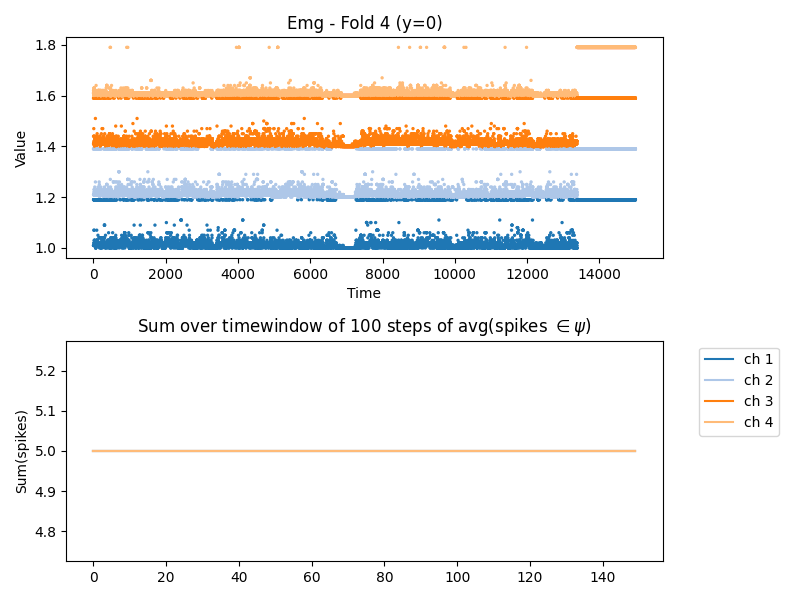 Emg - Fold 4 (y=0)
Value
1.8
1.6
1.4
1.2
1.0
0 2000 4000 6000 8000 10000 12000 14000
Time
Sum over timewindow of 100 steps of avg(spikes ∈ ψ)
Sum(spikes)
5.2
5.1
5.0
4.9
4.8
0 20 40 60 80 100 120 140
ch 1
ch 2
ch 3
ch 4